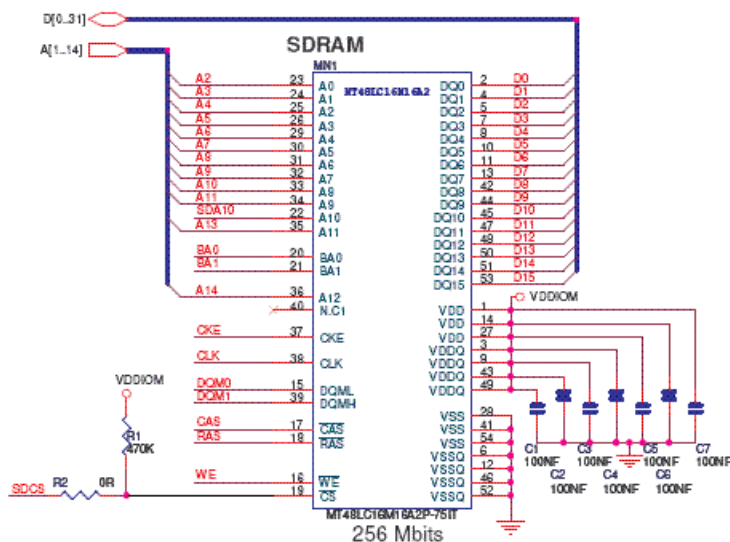 D[0..31]
A[1..14]
SDRAM
MN1
MT48LC16M16A2
A2 23 A0 DQ0 2 D0
A3 24 A1 DQ1 4 D1
A4 25 A2 DQ2 5 D2
A5 26 A3 DQ3 7 D3
A6 29 A4 DQ4 8 D4
A7 30 A5 DQ5 10 D5
A8 31 A6 DQ6 11 D6
A9 32 A7 DQ7 13 D7
A10 33 A8 DQ8 42 D8
A11 34 A9 DQ9 44 D9
SDA10 22 A10 DQ10 45 D10
A13 35 A11 DQ11 47 D11
DQ12 48 D12
BA0 20 BA0 DQ13 50 D13
BA1 21 BA1 DQ14 51 D14
DQ15 53 D15
A14 36 A12
40 N.C1 VDD 1 VDDIOM
VDD 14
CKE 37 CKE VDD 27
VDDQ 3
CLK 38 CLK VDDQ 9
VDDQ 43
DQM0 15 DQML VDDQ 49
DQM1 39 DQMH
VDDIOM
VSS 28
CAS 17 CAS VSS 41
RAS 18 RAS VSS 54
VSSQ 6
VSSQ 12
WE 16 WE VSSQ 46
19 CS VSSQ 52
R1
470K
SDCS R2 0R
C1 C3 C5 C7
100NF 100NF 100NF 100NF
C2 C4 C6
100NF 100NF 100NF
MT48LC16M16A2P-75IT
256 Mbits